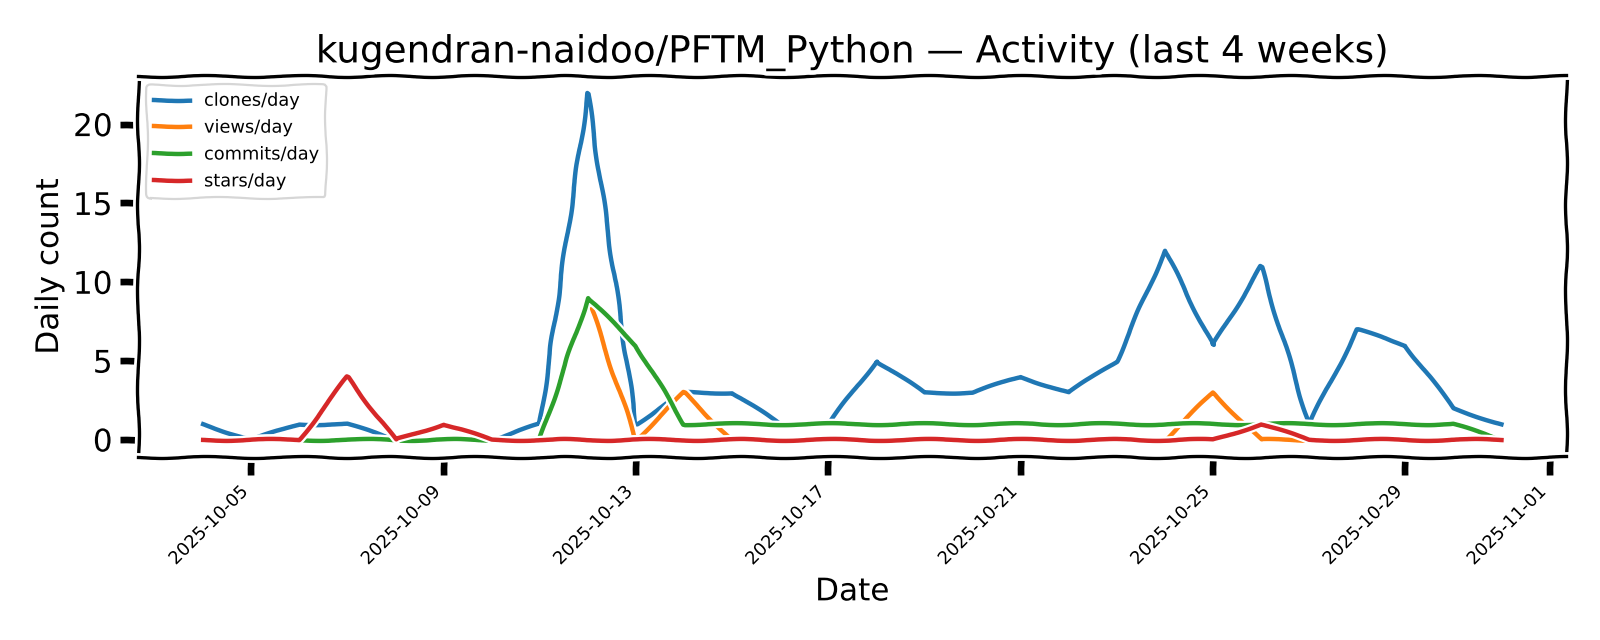 kugendran-naidoo/PFTM_Python — Activity (last 4 weeks)
clones/day
views/day
commits/day
stars/day
Daily count
20
15
10
5
0
2025-10-05
2025-10-09
2025-10-13
2025-10-17
2025-10-21
2025-10-25
2025-10-29
2025-11-01
Date